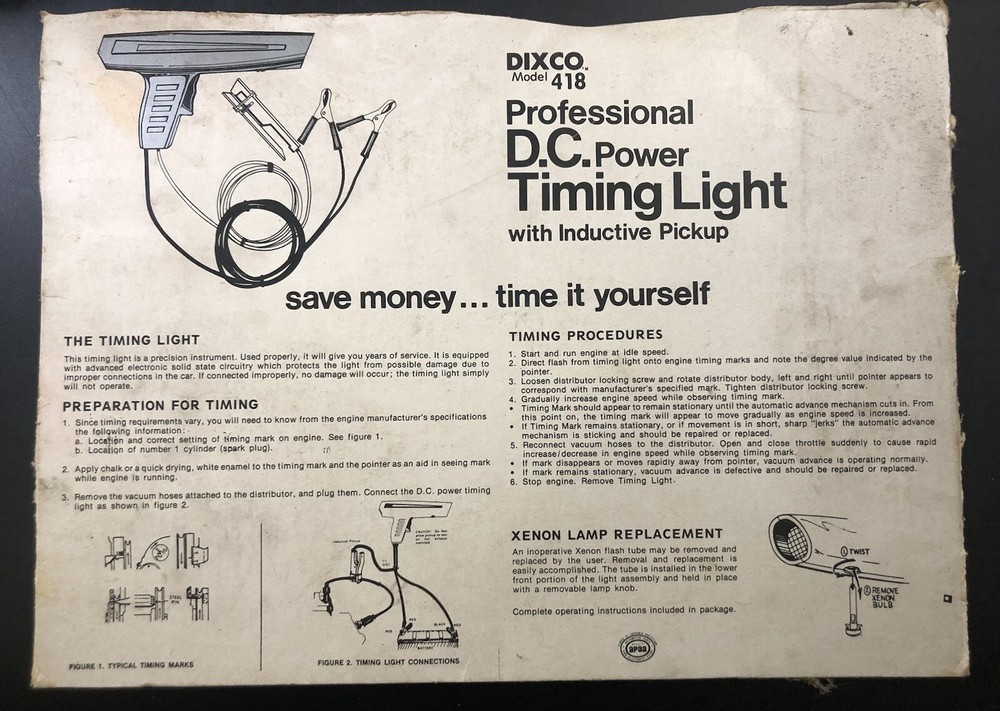 DIXCO™
Model 418
Professional
D.C. Power
Timing Light
with Inductive Pickup
save money... time it yourself
THE TIMING LIGHT
This timing light is a precision instrument. Used properly, it will give you years of service. It is equipped
with advanced electronic solid state circuitry which protects the light from possible damage due to
improper connections in the car. If connected improperly, no damage will occur; the timing light simply
will not operate.
PREPARATION FOR TIMING
1. Since timing requirements vary, you will need to know from the engine manufacturer's specifications
the following information:
a. Location and correct setting of timing mark on engine. See figure 1.
b. Location of number 1 cylinder (spark plug).
2. Apply chalk or a quick drying, white enamel to the timing mark and the pointer as an aid in seeing mark
while engine is running.
3. Remove the vacuum hoses attached to the distributor, and plug them. Connect the D.C. power timing
light as shown in figure 2.
STEEL
PIN
FIGURE 1. TYPICAL TIMING MARKS
RED
BLACK
RED
POS
BATTERY
FIGURE 2. TIMING LIGHT CONNECTIONS
TIMING PROCEDURES
1. Start and run engine at idle speed.
2. Direct flash from timing light onto engine timing marks and note the degree value indicated by the
pointer.
3. Loosen distributor locking screw and rotate distributor body, left and right until pointer appears to
correspond with manufacturer's specified mark. Tighten distributor locking screw.
4. Gradually increase engine speed while observing timing mark.
• Timing Mark should appear to remain stationary until the automatic advance mechanism cuts in. From
this point on, the timing mark will appear to move gradually as engine speed is increased.
• If Timing Mark remains stationary, or if movement is in short, sharp "jerks" the automatic advance
mechanism is sticking and should be repaired or replaced.
5. Reconnect vacuum hoses to the distributor. Open and close throttle suddenly to cause rapid
increase/decrease in engine speed while observing timing mark.
• If mark disappears or moves rapidly away from pointer, vacuum advance is operating normally.
• If mark remains stationary, vacuum advance is defective and should be repaired or replaced.
6. Stop engine. Remove Timing Light.
XENON LAMP REPLACEMENT
An inoperative Xenon flash tube may be removed and
replaced by the user. Removal and replacement is
easily accomplished. The tube is installed in the lower
front portion of the light assembly and held in place
with a removable lamp knob.
Complete operating instructions included in package.
① TWIST
② REMOVE
XENON
BULB
apaa